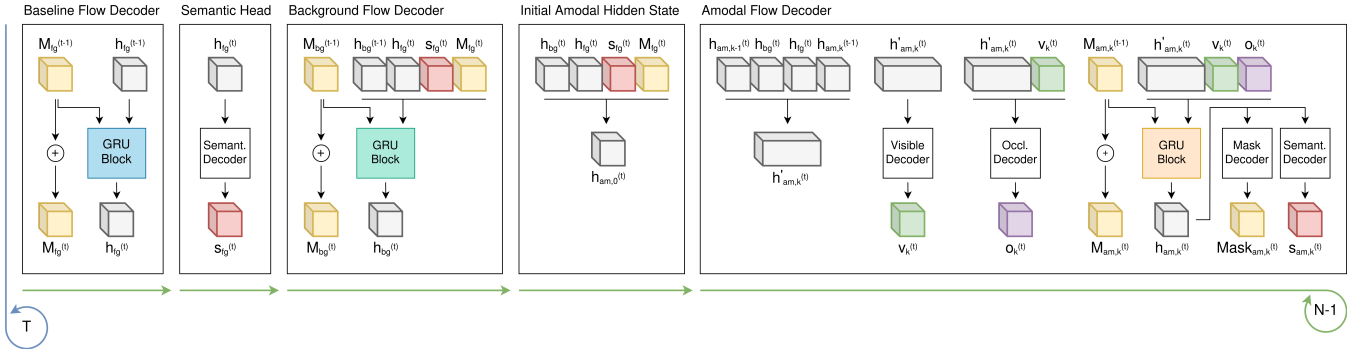 Baseline Flow Decoder
Semantic Head
Background Flow Decoder
Initial Amodal Hidden State
Amodal Flow Decoder
M_fg^(t-1) h_fg^(t-1)
h_fg^(t)
M_bg^(t-1) h_bg^(t-1) h_fg^(t) s_fg^(t) M_fg^(t)
h_bg^(t) h_fg^(t) s_fg^(t) M_fg^(t)
h_am,k-1^(t) h_bg^(t) h_fg^(t) h_am,k^(t-1)
h'_am,k^(t)
h'_am,k^(t) v_k^(t)
M_am,k^(t-1) h'_am,k^(t) v_k^(t) o_k^(t)
+
GRU
Block
Semant.
Decoder
+
GRU
Block
h_am,0^(t)
h'_am,k^(t)
Visible
Decoder
Occl.
Decoder
+
GRU
Block
Mask
Decoder
Semant.
Decoder
M_fg^(t) h_fg^(t)
s_fg^(t)
M_bg^(t) h_bg^(t)
v_k^(t)
o_k^(t)
M_am,k^(t) h_am,k^(t) Mask_am,k^(t) s_am,k^(t)
T
N-1